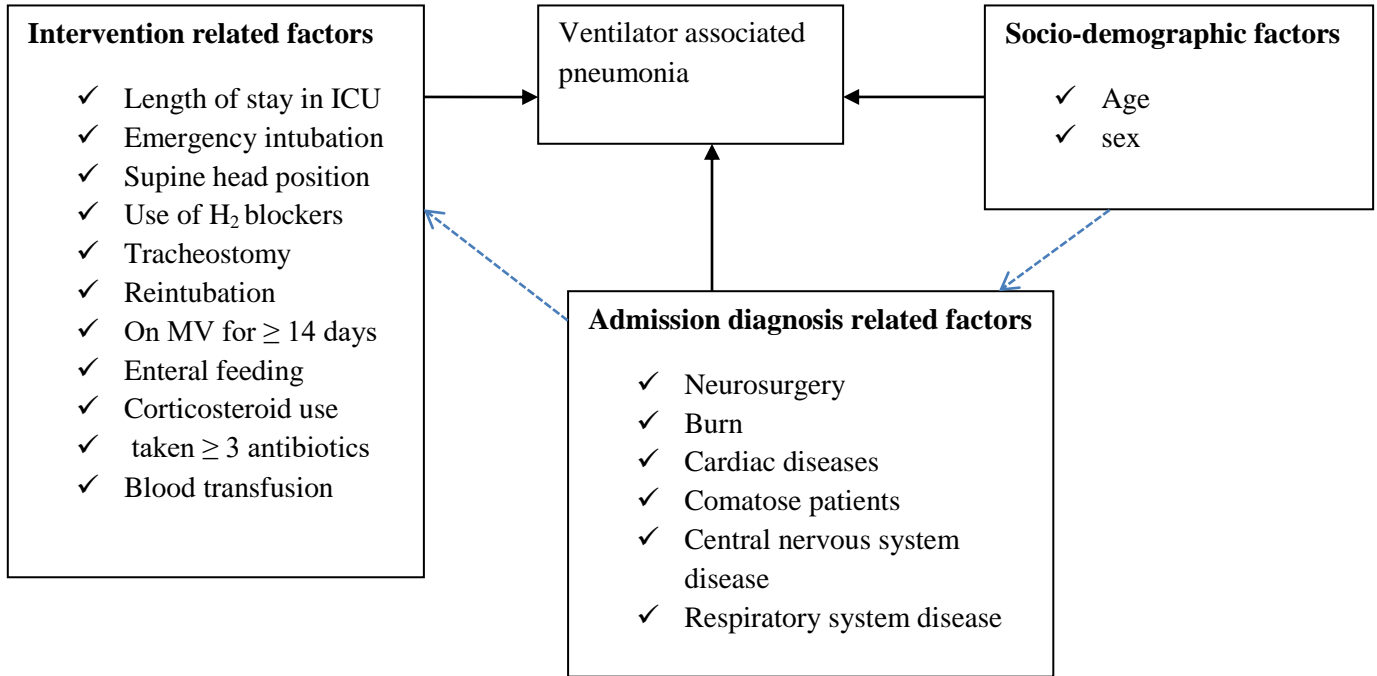 Intervention related factors
✓ Length of stay in ICU
✓ Emergency intubation
✓ Supine head position
✓ Use of H₂ blockers
✓ Tracheostomy
✓ Reintubation
✓ On MV for ≥ 14 days
✓ Enteral feeding
✓ Corticosteroid use
✓ taken ≥ 3 antibiotics
✓ Blood transfusion
Ventilator associated
pneumonia
Socio-demographic factors
✓ Age
✓ sex
Admission diagnosis related factors
✓ Neurosurgery
✓ Burn
✓ Cardiac diseases
✓ Comatose patients
✓ Central nervous system
disease
✓ Respiratory system disease